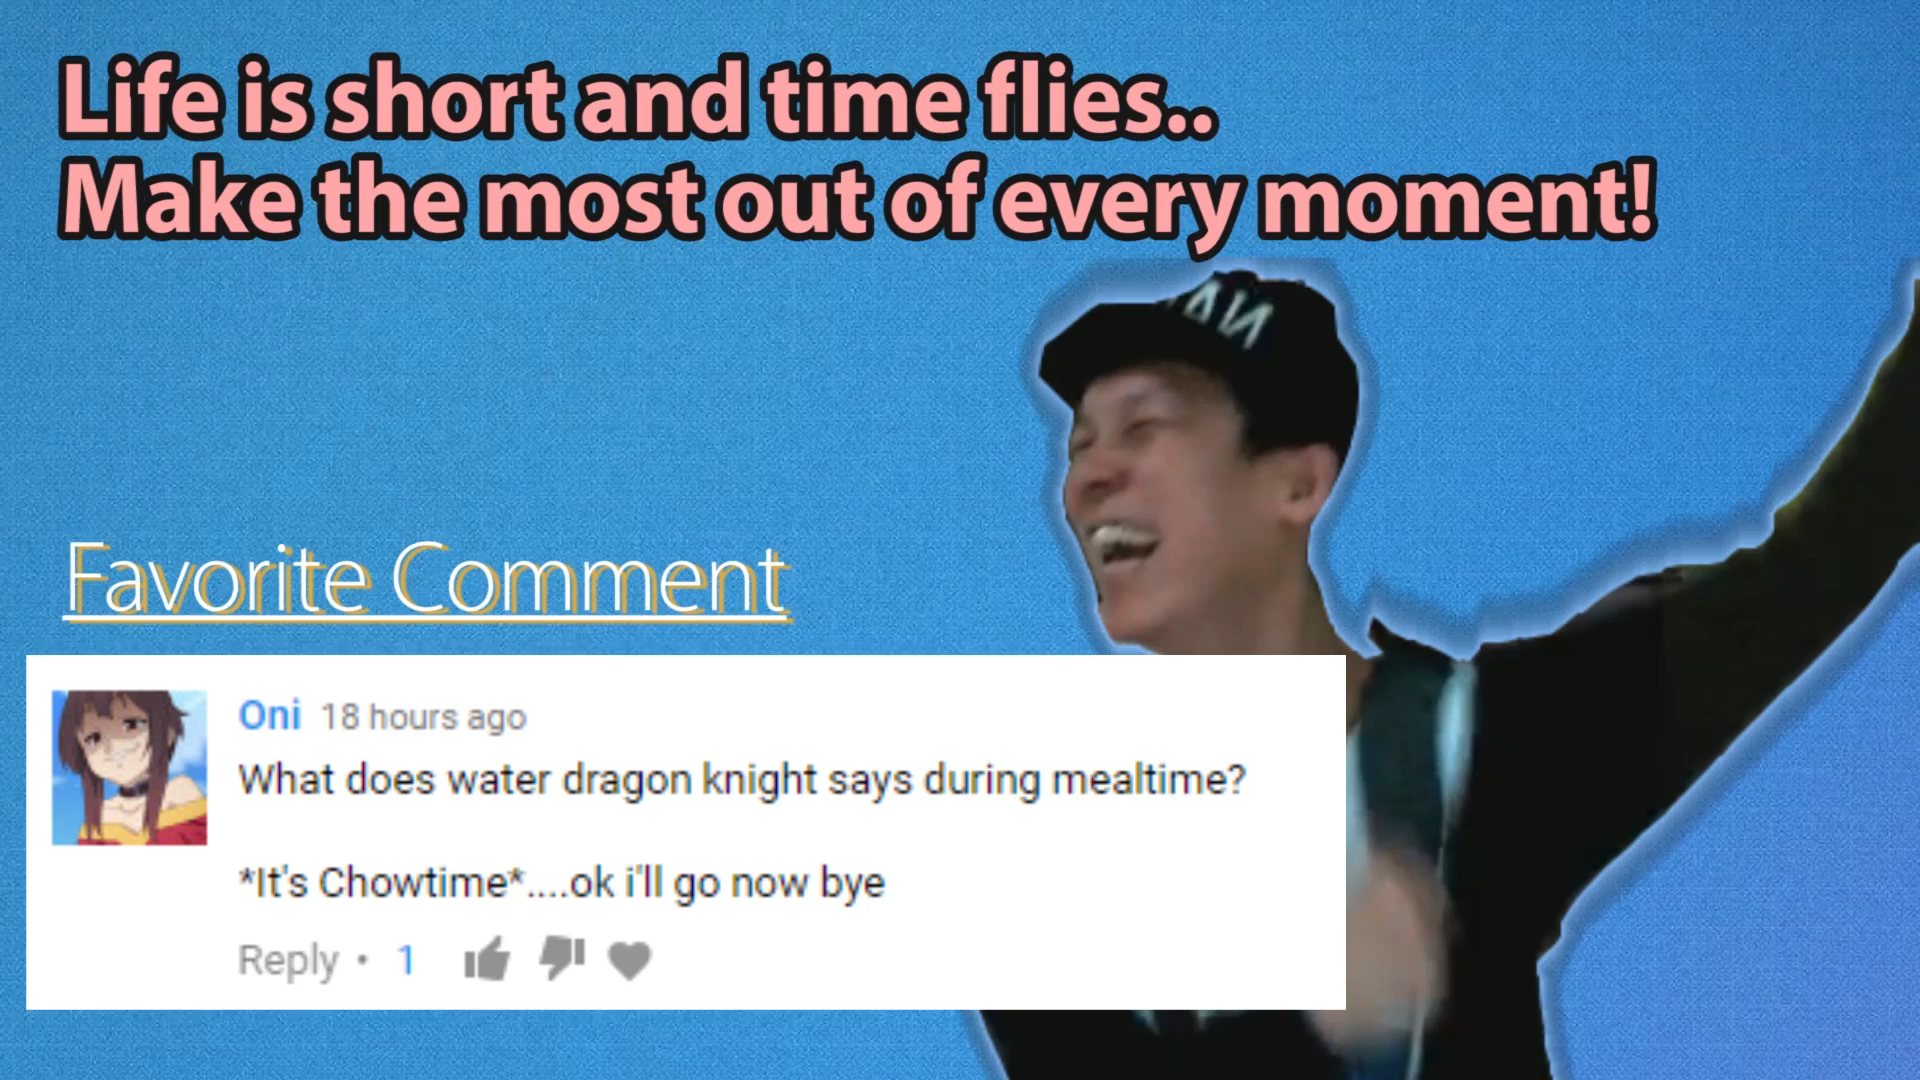 Life is short and time flies..
Make the most out of every moment!
Favorite Comment
Oni 18 hours ago
What does water dragon knight says during mealtime?
*It's Chowtime*....ok i'll go now bye
Reply • 1